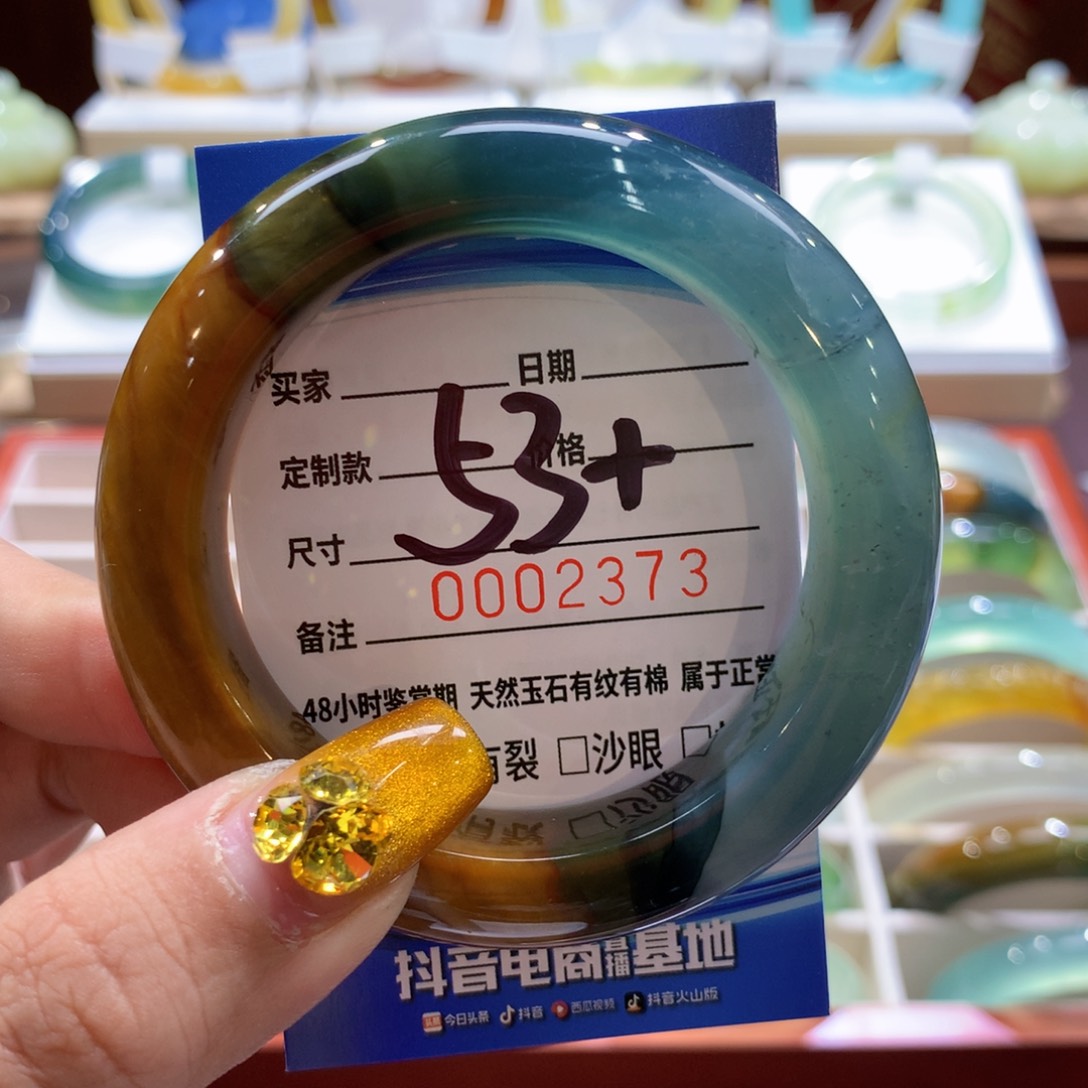 买家 日期
定制款 价格
53+
尺寸
0002373
备注
48小时鉴赏期 天然玉石有纹有棉 属于正常
有裂 □沙眼 □
抖音电商直播基地
今日头条 抖音 西瓜视频 抖音火山版